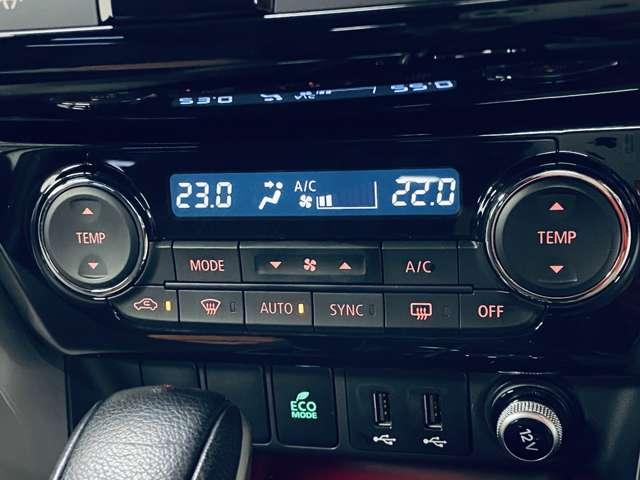 23.0 A/C 22.0
TEMP MODE A/C TEMP
AUTO SYNC OFF
ECO
MODE
12V